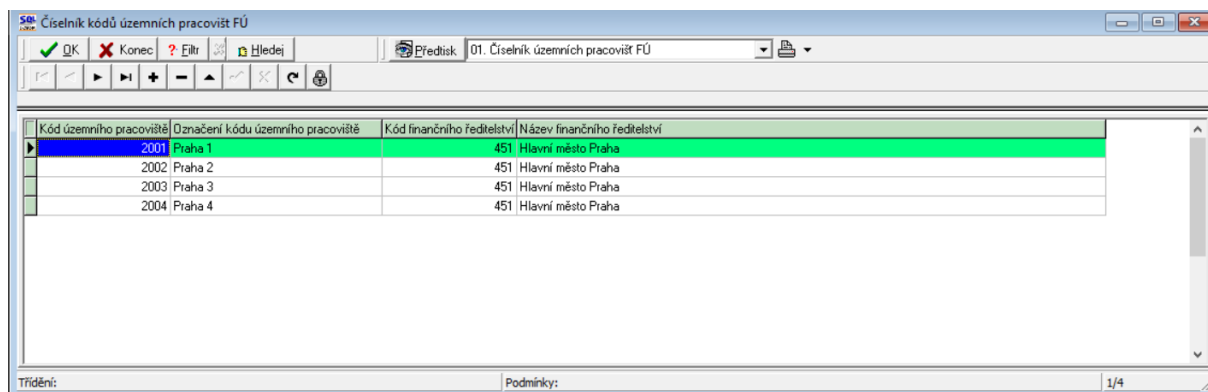 Číselník kódů územních pracovišť FÚ
OK Konec Filtr Hledej Předtisk 01. Číselník územních pracovišť FÚ
Kód územního pracoviště Označení kódu územního pracoviště Kód finančního ředitelství Název finančního ředitelství
2001 Praha 1 451 Hlavní město Praha
2002 Praha 2 451 Hlavní město Praha
2003 Praha 3 451 Hlavní město Praha
2004 Praha 4 451 Hlavní město Praha
Třídění: Podmínky: 1/4